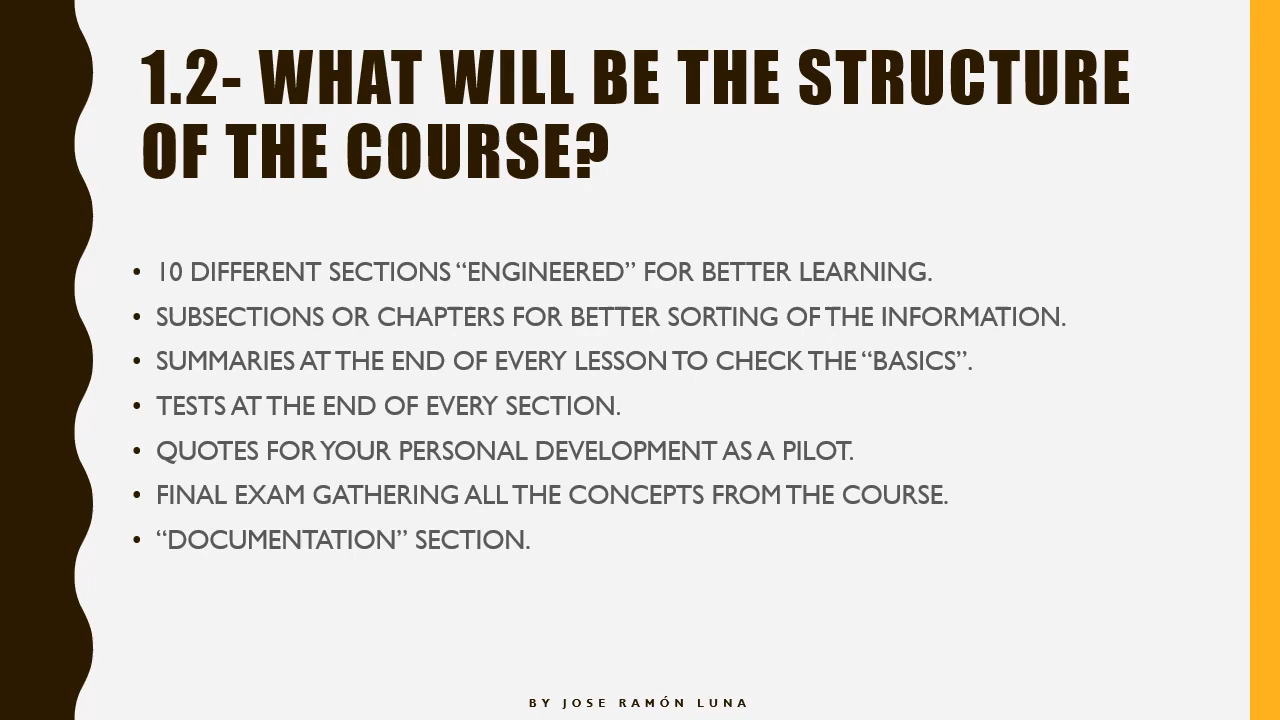 1.2- WHAT WILL BE THE STRUCTURE
OF THE COURSE?
• 10 DIFFERENT SECTIONS “ENGINEERED” FOR BETTER LEARNING.
• SUBSECTIONS OR CHAPTERS FOR BETTER SORTING OF THE INFORMATION.
• SUMMARIES AT THE END OF EVERY LESSON TO CHECK THE “BASICS”.
• TESTS AT THE END OF EVERY SECTION.
• QUOTES FOR YOUR PERSONAL DEVELOPMENT AS A PILOT.
• FINAL EXAM GATHERING ALL THE CONCEPTS FROM THE COURSE.
• “DOCUMENTATION” SECTION.
BY JOSE RAMÓN LUNA